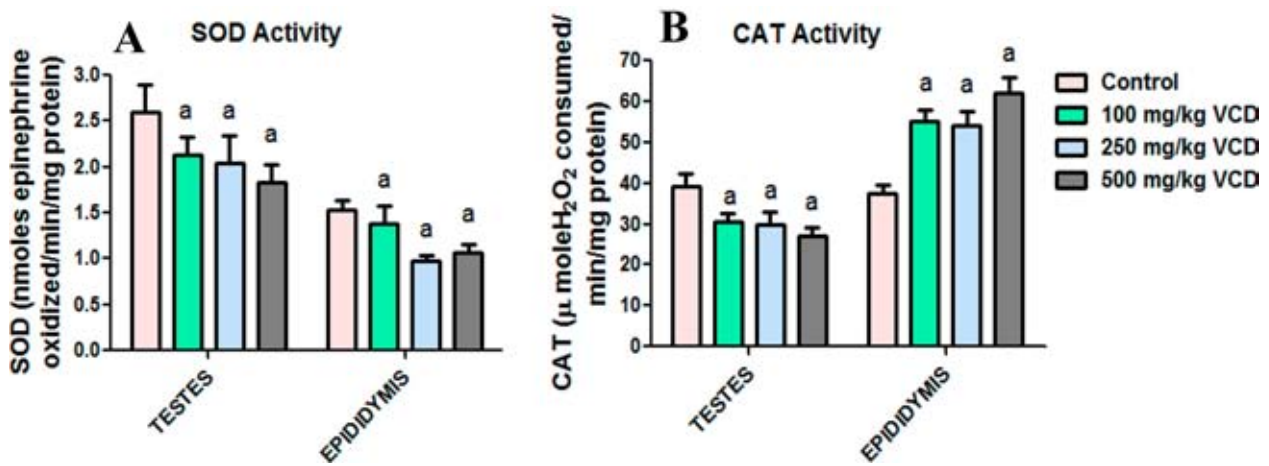 A
SOD Activity
SOD (nmoles epinephrine
oxidized/min/mg protein)
3.0
2.5
2.0
1.5
1.0
0.5
0.0
a
a
a
a
a
a
TESTES
EPIDIDYMIS
B
CAT Activity
CAT (μ moleH₂O₂ consumed/
min/mg protein)
70
60
50
40
30
20
10
0
a
a
a
a
a
a
TESTES
EPIDIDYMIS
Control
100 mg/kg VCD
250 mg/kg VCD
500 mg/kg VCD